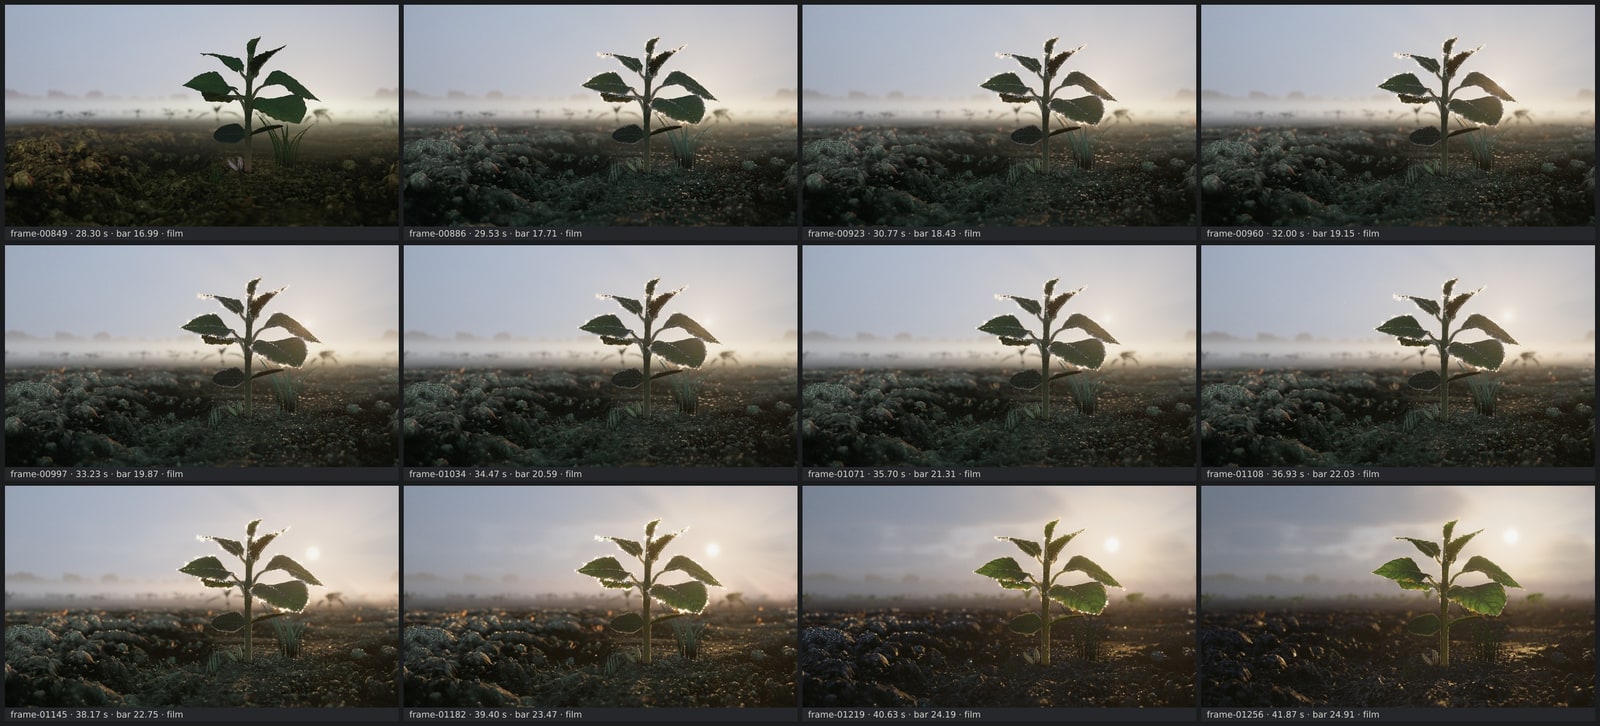 frame-00849 · 28.30 s · bar 16.99 · film
frame-00886 · 29.53 s · bar 17.71 · film
frame-00923 · 30.77 s · bar 18.43 · film
frame-00960 · 32.00 s · bar 19.15 · film
frame-00997 · 33.23 s · bar 19.87 · film
frame-01034 · 34.47 s · bar 20.59 · film
frame-01071 · 35.70 s · bar 21.31 · film
frame-01108 · 36.93 s · bar 22.03 · film
frame-01145 · 38.17 s · bar 22.75 · film
frame-01182 · 39.40 s · bar 23.47 · film
frame-01219 · 40.63 s · bar 24.19 · film
frame-01256 · 41.87 s · bar 24.91 · film